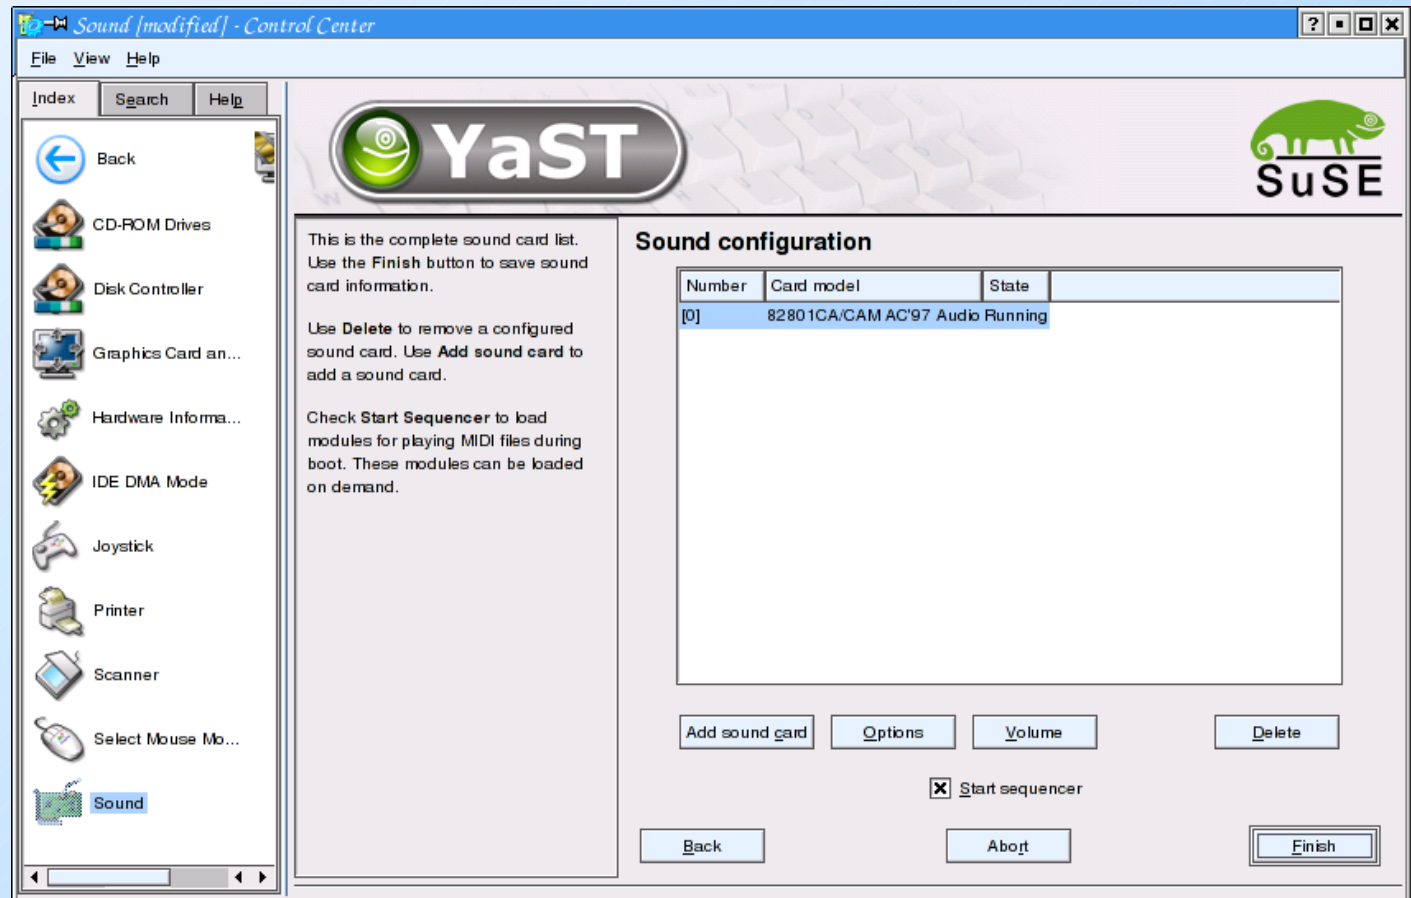 Sound [modified] - Control Center
File View Help
Index Search Help
Back
CD-ROM Drives
Disk Controller
Graphics Card an...
Hardware Informa...
IDE DMA Mode
Joystick
Printer
Scanner
Select Mouse Mo...
Sound
YaST
SuSE
This is the complete sound card list.
Use the Finish button to save sound
card information.
Use Delete to remove a configured
sound card. Use Add sound card to
add a sound card.
Check Start Sequencer to load
modules for playing MIDI files during
boot. These modules can be loaded
on demand.
Sound configuration
Number Card model State
[0] 82801CA/CAM AC'97 Audio Running
Add sound card Options Volume Delete
Start sequencer
Back Abort Finish